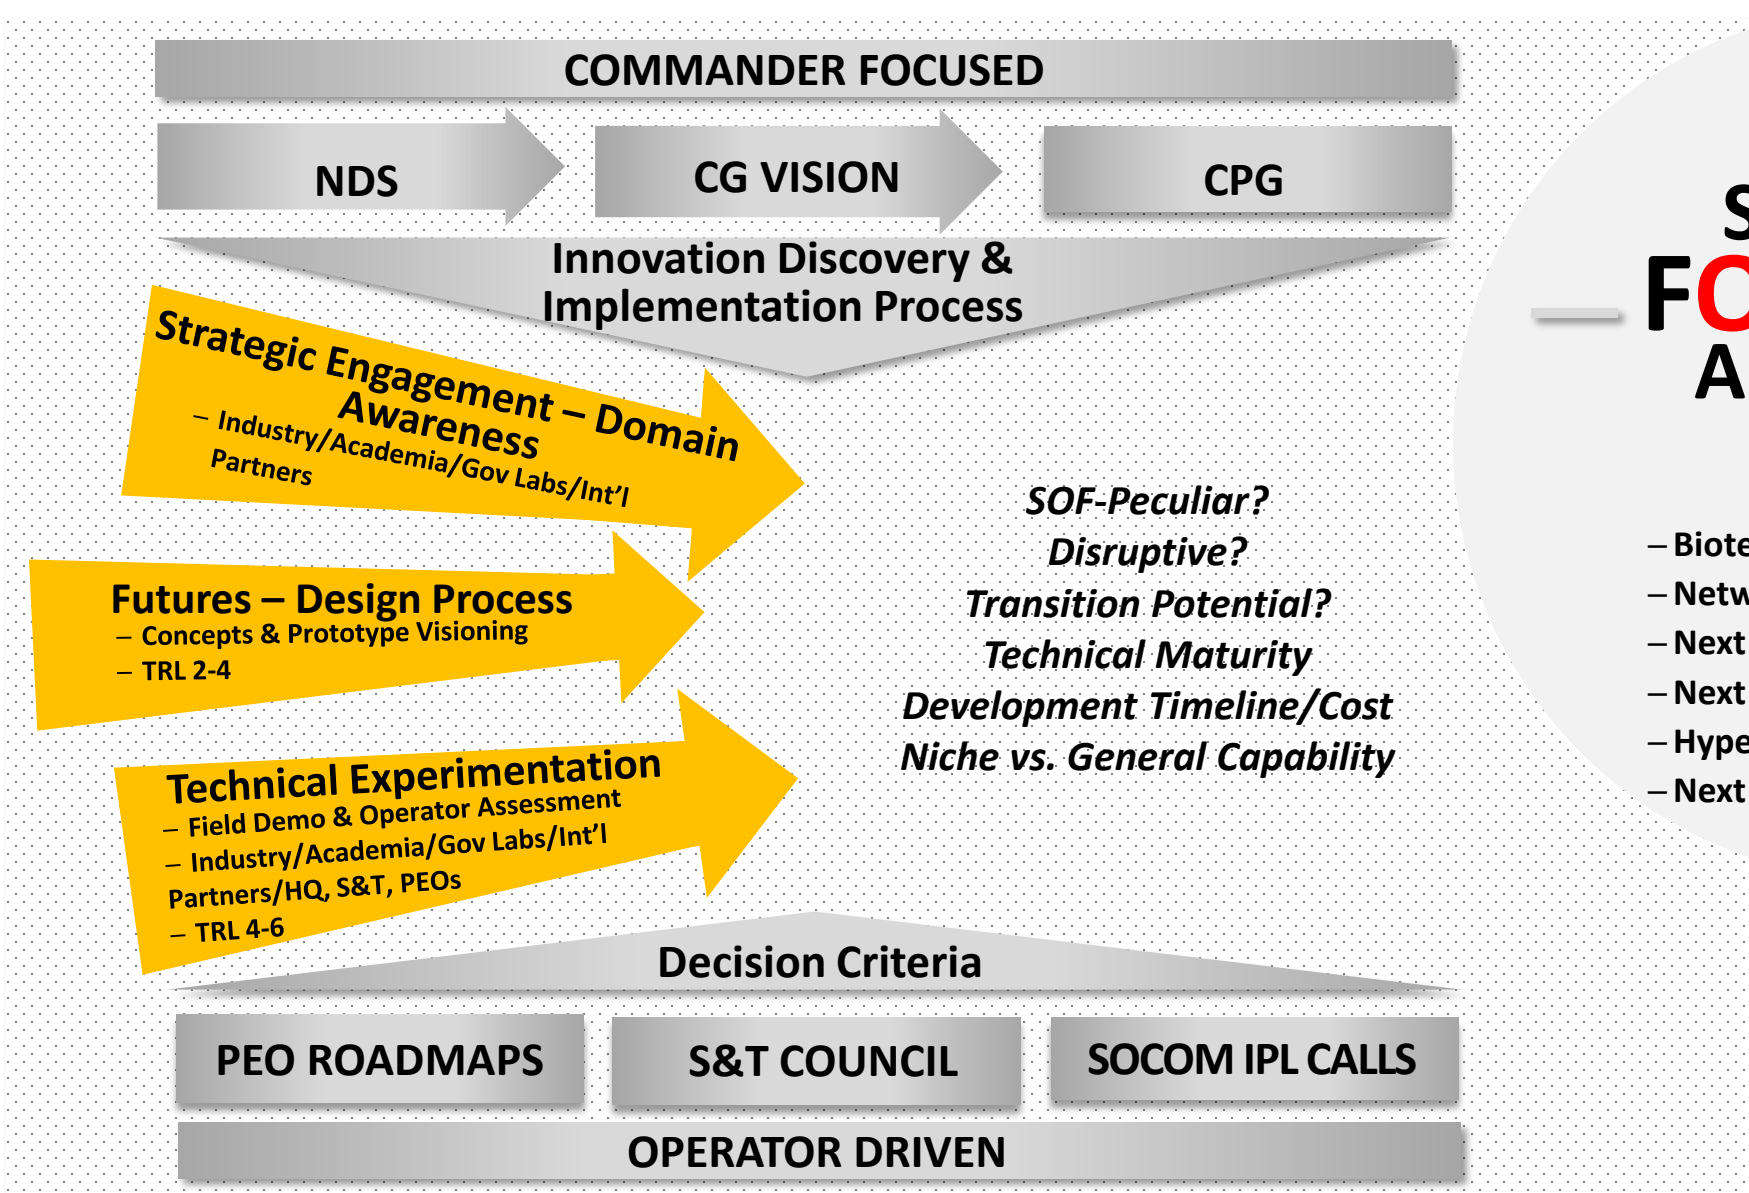 COMMANDER FOCUSED
NDS
CG VISION
CPG
Innovation Discovery &
Implementation Process
Strategic Engagement – Domain
Awareness
– Industry/Academia/Gov Labs/Int'l
Partners
Futures – Design Process
– Concepts & Prototype Visioning
– TRL 2-4
Technical Experimentation
– Field Demo & Operator Assessment
– Industry/Academia/Gov Labs/Int'l
Partners/HQ, S&T, PEOs
– TRL 4-6
SOF-Peculiar?
Disruptive?
Transition Potential?
Technical Maturity
Development Timeline/Cost
Niche vs. General Capability
Decision Criteria
PEO ROADMAPS
S&T COUNCIL
SOCOM IPL CALLS
OPERATOR DRIVEN
– Next
– Next
– Next